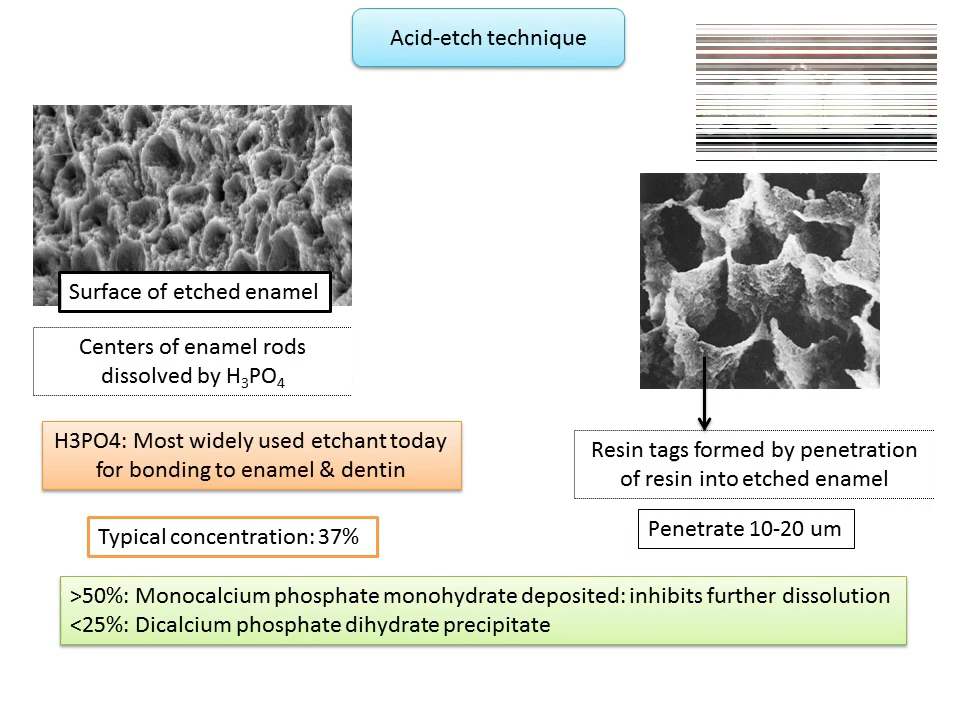 Acid-etch technique
Surface of etched enamel
Centers of enamel rods
dissolved by H₃PO₄
H3PO4: Most widely used etchant today
for bonding to enamel & dentin
Typical concentration: 37%
Resin tags formed by penetration
of resin into etched enamel
Penetrate 10-20 um
>50%: Monocalcium phosphate monohydrate deposited: inhibits further dissolution
<25%: Dicalcium phosphate dihydrate precipitate